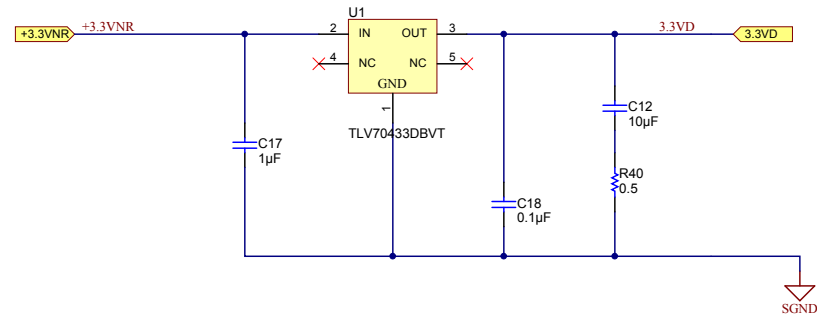 U1
+3.3VNR
+3.3VNR
2
IN
OUT
3
3.3VD
3.3VD
4
NC
NC
5
GND
1
TLV70433DBVT
C12
10µF
C17
1µF
R40
0.5
C18
0.1µF
SGND